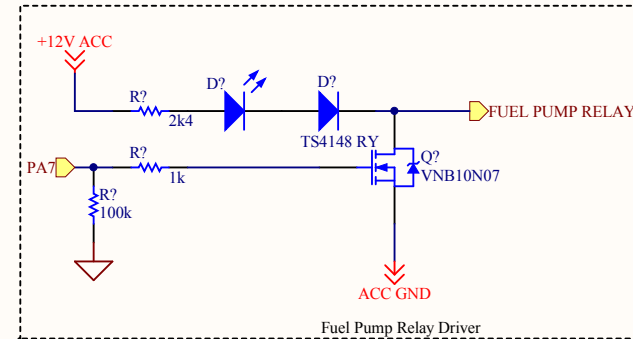 +12V ACC
R?
2k4
D?
D?
TS4148 RY
FUEL PUMP RELAY
PA7
R?
1k
R?
100k
Q?
VNB10N07
ACC GND
Fuel Pump Relay Driver